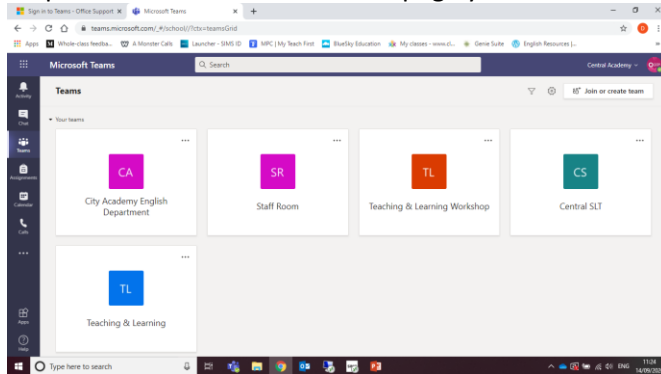 Sign in to Teams - Office Support
Microsoft Teams
teams.microsoft.com/_#/school//?ctx=teamsGrid
Apps
Whole-class feedba...
A Monster Calls
Launcher - SIMS ID
MPC | My Teach First
BlueSky Education
My classes - www.cl...
Genie Suite
English Resources |...
Microsoft Teams
Search
Central Academy
Activity
Teams
Join or create team
Chat
Your teams
Teams
CA
SR
TL
CS
Assignments
City Academy English
Department
Staff Room
Teaching & Learning Workshop
Central SLT
Calendar
Calls
TL
Teaching & Learning
Apps
Help
Type here to search
ENG
11:24